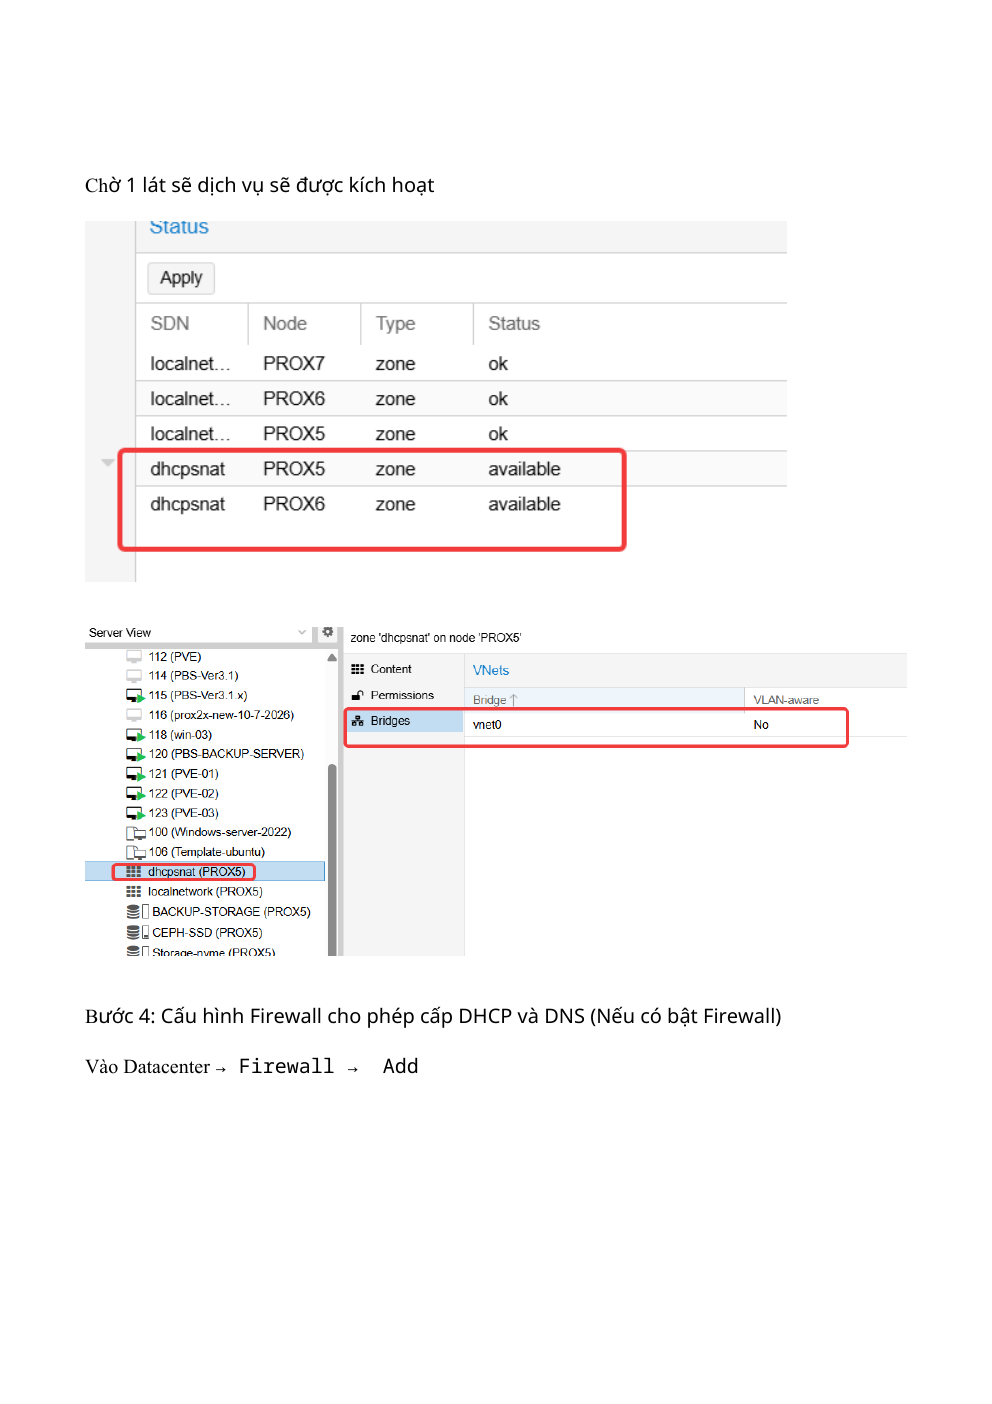 Chờ 1 lát sẽ dịch vụ sẽ được kích hoạt
Status
Apply
SDN Node Type Status
localnet... PROX7 zone ok
localnet... PROX6 zone ok
localnet... PROX5 zone ok
dhcpsnat PROX5 zone available
dhcpsnat PROX6 zone available
Server View
112 (PVE)
114 (PBS-Ver3.1)
115 (PBS-Ver3.1.x)
116 (prox2x-new-10-7-2026)
118 (win-03)
120 (PBS-BACKUP-SERVER)
121 (PVE-01)
122 (PVE-02)
123 (PVE-03)
100 (Windows-server-2022)
106 (Template-ubuntu)
dhcpsnat (PROX5)
localnetwork (PROX5)
BACKUP-STORAGE (PROX5)
CEPH-SSD (PROX5)
Storage-nvme (PROX5)
zone 'dhcpsnat' on node 'PROX5'
Content
Permissions
Bridges
VNets
Bridge ↑ VLAN-aware
vnet0 No
Bước 4: Cấu hình Firewall cho phép cấp DHCP và DNS (Nếu có bật Firewall)
Vào Datacenter → Firewall → Add